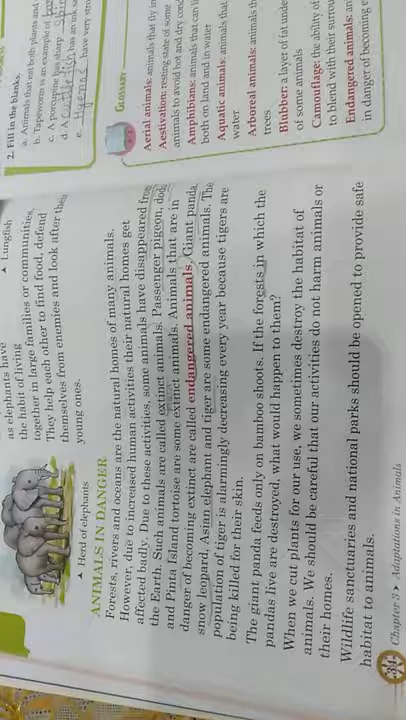 as elephants have
the habit of living
together in large families or communities.
They help each other to find food, defend
themselves from enemies and look after their
young ones.
▲ Herd of elephants
▲ Lungfish
ANIMALS IN DANGER
Forests, rivers and oceans are the natural homes of many animals.
However, due to increased human activities their natural homes get
affected badly. Due to these activities, some animals have disappeared from
the Earth. Such animals are called extinct animals. Passenger pigeon, dodo
and Pinta Island tortoise are some extinct animals. Animals that are in
danger of becoming extinct are called endangered animals. Giant panda,
snow leopard, Asian elephant and tiger are some endangered animals. The
population of tiger is alarmingly decreasing every year because tigers are
being killed for their skin.
The giant panda feeds only on bamboo shoots. If the forests in which the
pandas live are destroyed, what would happen to them?
When we cut plants for our use, we sometimes destroy the habitat of
animals. We should be careful that our activities do not harm animals or
their homes.
Wildlife sanctuaries and national parks should be opened to provide safe
habitat to animals.
Chapter 3 ▸ Adaptations in Animals
2. Fill in the blanks.
a. Animals that eat both plants and
b. Tapeworm is an example of
c. A porcupine has sharp
d. A cuttle fish has an ink sa
e. Hyenas have very stro
GLOSSARY
Aerial animals: animals that fly in
Aestivation: resting state of some
animals to avoid hot and dry cond
Amphibians: animals that can li
both on land and in water
Aquatic animals: animals that
water
Arboreal animals: animals th
trees
Blubber: a layer of fat under
of some animals
Camouflage: the ability of
to blend with their surrou
Endangered animals: an
in danger of becoming e